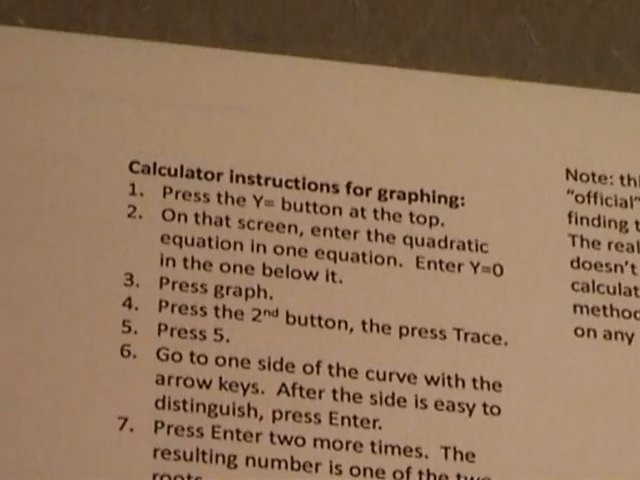 Calculator instructions for graphing:
1. Press the Y= button at the top.
2. On that screen, enter the quadratic
equation in one equation. Enter Y=0
in the one below it.
3. Press graph.
4. Press the 2nd button, the press Trace.
5. Press 5.
6. Go to one side of the curve with the
arrow keys. After the side is easy to
distinguish, press Enter.
7. Press Enter two more times. The
resulting number is one of the
roots
Note:
"official"
finding
The real
doesn't
method
on any